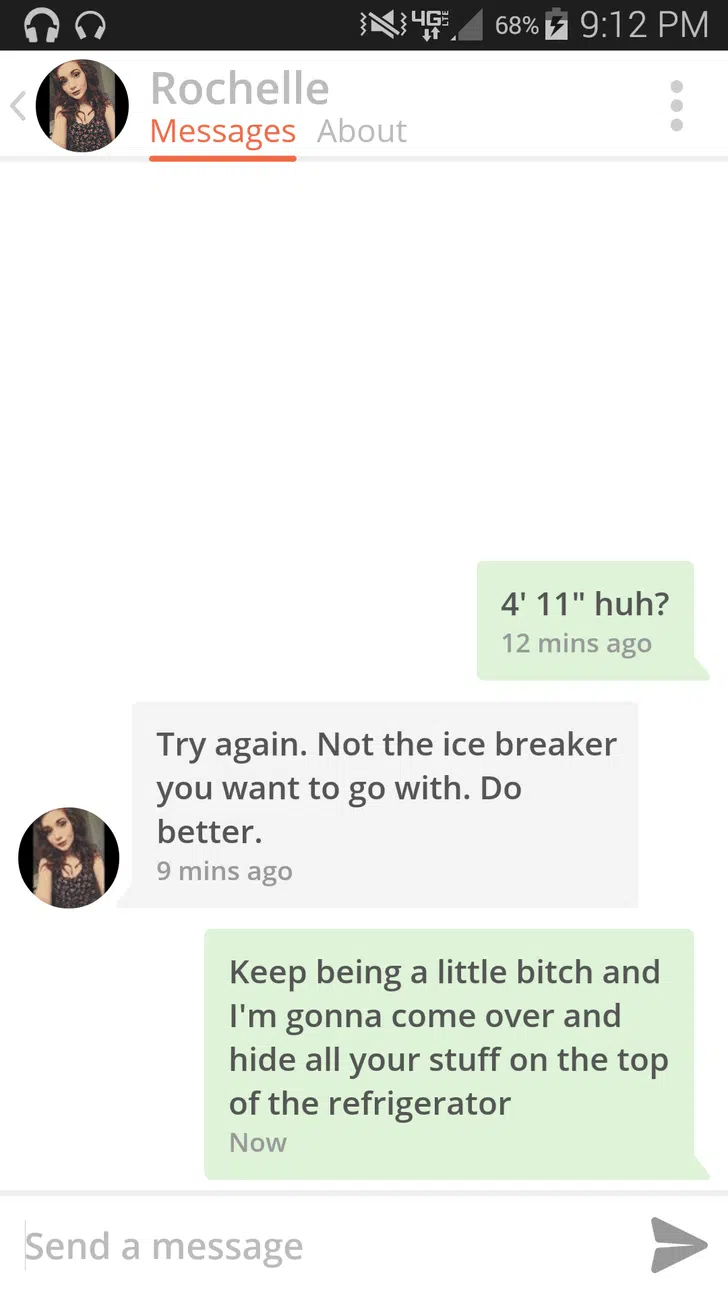 4G LTE 68% 9:12 PM
Rochelle
Messages About
4' 11" huh?
12 mins ago
Try again. Not the ice breaker
you want to go with. Do
better.
9 mins ago
Keep being a little bitch and
I'm gonna come over and
hide all your stuff on the top
of the refrigerator
Now
Send a message